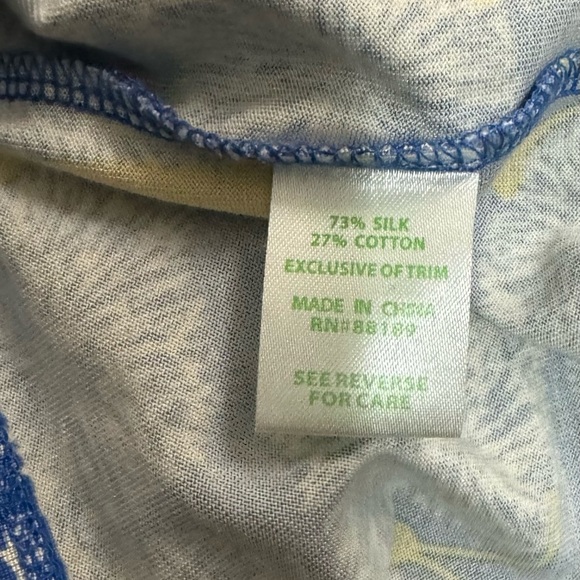 73% SILK
27% COTTON
EXCLUSIVE OF TRIM
MADE IN CHINA
RN#88189
SEE REVERSE
FOR CARE